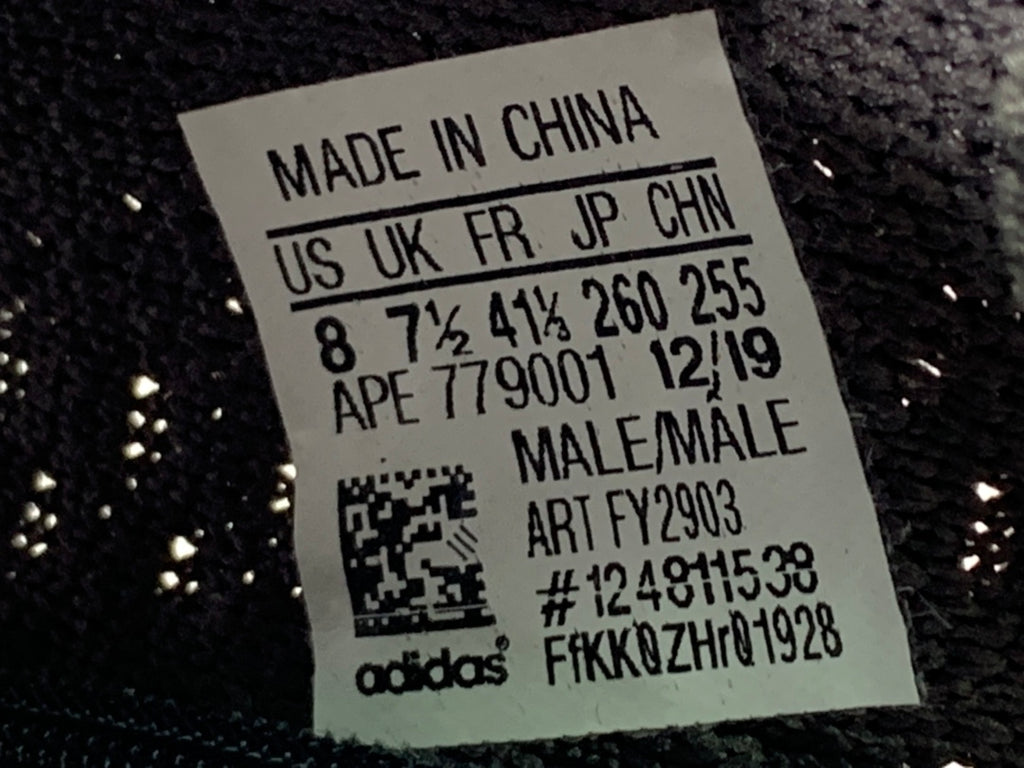 MADE IN CHINA
US UK FR JP CHN
8 7½ 41⅓ 260 255
APE 779001 12/19
MALE/MÂLE
ART FY2903
#124811538
FfKKQZHrQ1928
adidas®